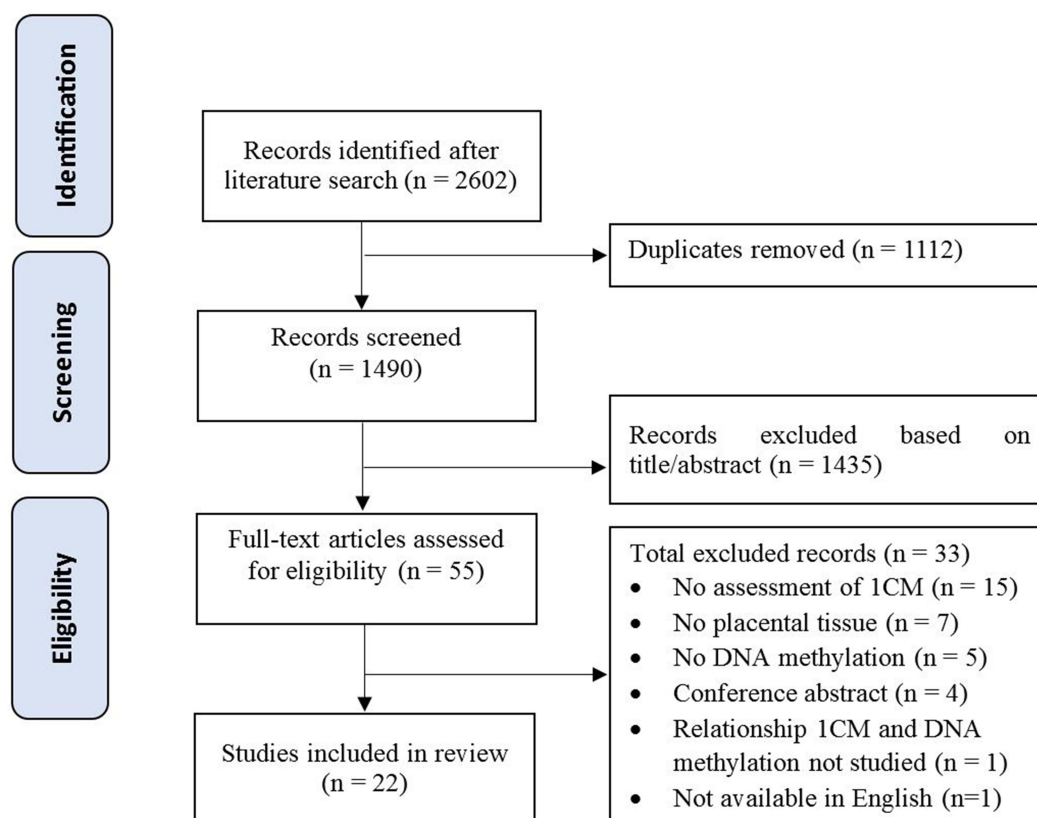 Identification
Records identified after
literature search (n = 2602)
Duplicates removed (n = 1112)
Screening
Records screened
(n = 1490)
Records excluded based on
title/abstract (n = 1435)
Eligibility
Full-text articles assessed
for eligibility (n = 55)
Total excluded records (n = 33)
• No assessment of 1CM (n = 15)
• No placental tissue (n = 7)
• No DNA methylation (n = 5)
• Conference abstract (n = 4)
• Relationship 1CM and DNA
methylation not studied (n = 1)
• Not available in English (n=1)
Studies included in review
(n = 22)